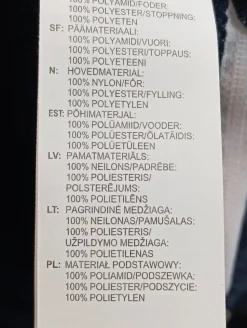 100% POLYAMID/FODER:
100% POLYESTER/STOPPNING:
100% POLYETEN
SF: PÄÄMATERIAALI:
100% POLYAMIDI/VUORI:
100% POLYESTERI/TOPPAUS:
100% POLYETEENI
N: HOVEDMATERIAL:
100% NYLON/FÔR:
100% POLYESTER/FYLLING:
100% POLYETYLEN
EST: PÕHIMATERJAL:
100% POLÜAMIID/VOODER:
100% POLÜESTER/ÕLATÄIDIS:
100% POLÜETÜLEEN
LV: PAMATMATERIĀLS:
100% NEILONS/PADRĒBE:
100% POLIESTERIS/
POLSTERĒJUMS:
100% POLIETILĒNS
LT: PAGRINDINĖ MEDŽIAGA:
100% NEILONAS/PAMUŠALAS:
100% POLIESTERIS/
UŽPILDYMO MEDŽIAGA:
100% POLIETILENAS
PL: MATERIAŁ PODSTAWOWY:
100% POLIAMID/PODSZEWKA:
100% POLIESTER/PODSZYCIE:
100% POLIETYLEN